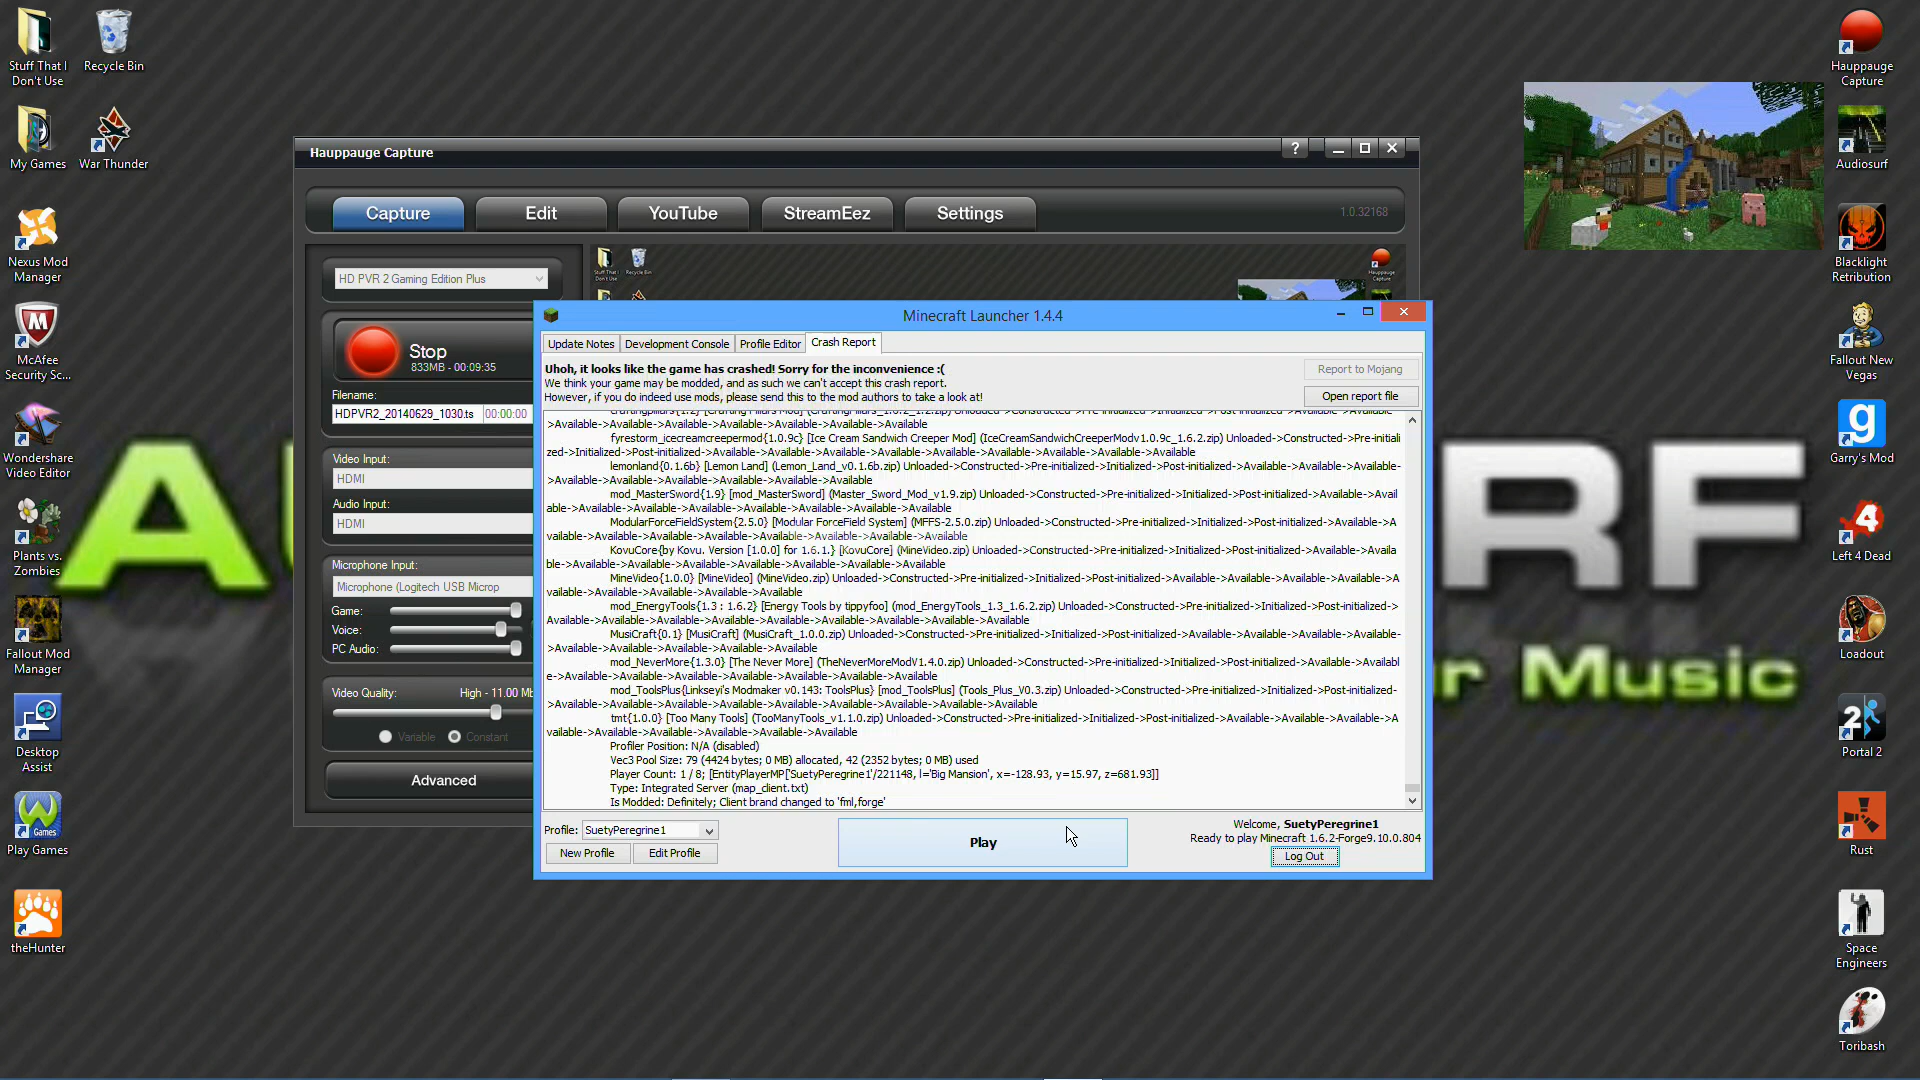 Stuff That I
Don't Use
Recycle Bin
My Games
War Thunder
Nexus Mod
Manager
McAfee
Security Sc...
Wondershare
Video Editor
Plants vs.
Zombies
Fallout Mod
Manager
Desktop
Assist
Games
Play Games
theHunter
Hauppauge Capture
?
Capture
Edit
YouTube
StreamEez
Settings
1.0.32168
HD PVR 2 Gaming Edition Plus
Stop
833MB - 00:09:35
Filename:
HDPVR2_20140629_1030.ts
00:00:00
Video Input:
HDMI
Audio Input:
HDMI
Microphone Input:
Microphone (Logitech USB Microp
Game:
Voice:
PC Audio:
Video Quality:
High - 11.00 Mb
Variable
Constant
Advanced
Stuff That I
Don't Use
Recycle Bin
Hauppauge
Capture
Minecraft Launcher 1.4.4
Update Notes
Development Console
Profile Editor
Crash Report
Uhoh, it looks like the game has crashed! Sorry for the inconvenience :(
We think your game may be modded, and as such we can't accept this crash report.
However, if you do indeed use mods, please send this to the mod authors to take a look at!
Report to Mojang
Open report file
->Available->Available->Available->Available->Available->Available
fyrestorm_icecreamcreepermod{1.0.9c} [Ice Cream Sandwich Creeper Mod] (IceCreamSandwichCreeperModv1.0.9c_1.6.2.zip) Unloaded->Constructed->Pre-initiali
zed->Initialized->Post-initialized->Available->Available->Available->Available->Available->Available->Available->Available
lemonland{0.1.6b} [Lemon Land] (Lemon_Land_v0.1.6b.zip) Unloaded->Constructed->Pre-initialized->Initialized->Post-initialized->Available->Available->Available-
>Available->Available->Available->Available->Available
mod_MasterSword{1.9} [mod_MasterSword] (Master_Sword_Mod_v1.9.zip) Unloaded->Constructed->Pre-initialized->Initialized->Post-initialized->Available->Avail
able->Available->Available->Available->Available->Available->Available
ModularForceFieldSystem{2.5.0} [Modular ForceField System] (MFFS-2.5.0.zip) Unloaded->Constructed->Pre-initialized->Initialized->Post-initialized->Available->A
vailable->Available->Available->Available->Available->Available->Available
KovuCore{by Kovu. Version [1.0.0] for 1.6.1.} [KovuCore] (MineVideo.zip) Unloaded->Constructed->Pre-initialized->Initialized->Post-initialized->Available->Availa
ble->Available->Available->Available->Available->Available->Available
MineVideo{1.0.0} [MineVideo] (MineVideo.zip) Unloaded->Constructed->Pre-initialized->Initialized->Post-initialized->Available->Available->Available->Available->A
vailable->Available->Available->Available
mod_EnergyTools{1.3 : 1.6.2} [Energy Tools by tippyfoo] (mod_EnergyTools_1.3_1.6.2.zip) Unloaded->Constructed->Pre-initialized->Initialized->Post-initialized->
Available->Available->Available->Available->Available->Available->Available->Available
MusiCraft{0.1} [MusiCraft] (MusiCraft_1.0.0.zip) Unloaded->Constructed->Pre-initialized->Initialized->Post-initialized->Available->Available->Available->Available-
>Available->Available->Available->Available
mod_NeverMore{1.3.0} [The Never More] (TheNeverMoreModV1.4.0.zip) Unloaded->Constructed->Pre-initialized->Initialized->Post-initialized->Available->Availabl
e->Available->Available->Available->Available->Available->Available
mod_ToolsPlus{Linkseyi's Modmaker v0.143: ToolsPlus} [mod_ToolsPlus] (Tools_Plus_V0.3.zip) Unloaded->Constructed->Pre-initialized->Initialized->Post-initialized-
>Available->Available->Available->Available->Available->Available->Available->Available
tmt{1.0.0} [Too Many Tools] (TooManyTools_v1.1.0.zip) Unloaded->Constructed->Pre-initialized->Initialized->Post-initialized->Available->Available->Available->A
vailable->Available->Available->Available->Available
Profiler Position: N/A (disabled)
Vec3 Pool Size: 79 (4424 bytes; 0 MB) allocated, 42 (2352 bytes; 0 MB) used
Player Count: 1 / 8; [EntityPlayerMP['SuetyPeregrine1'/221148, l='Big Mansion', x=-128.93, y=15.97, z=681.93]]
Type: Integrated Server (map_client.txt)
Is Modded: Definitely; Client brand changed to 'fml,forge'
Profile:
SuetyPeregrine1
New Profile
Edit Profile
Play
Welcome, SuetyPeregrine1
Ready to play Minecraft 1.6.2-Forge9.10.0.804
Log Out
RF
r Music
Hauppauge
Capture
Audiosurf
Blacklight
Retribution
Fallout New
Vegas
Garry's Mod
Left 4 Dead
Loadout
Portal 2
Rust
Space
Engineers
Toribash